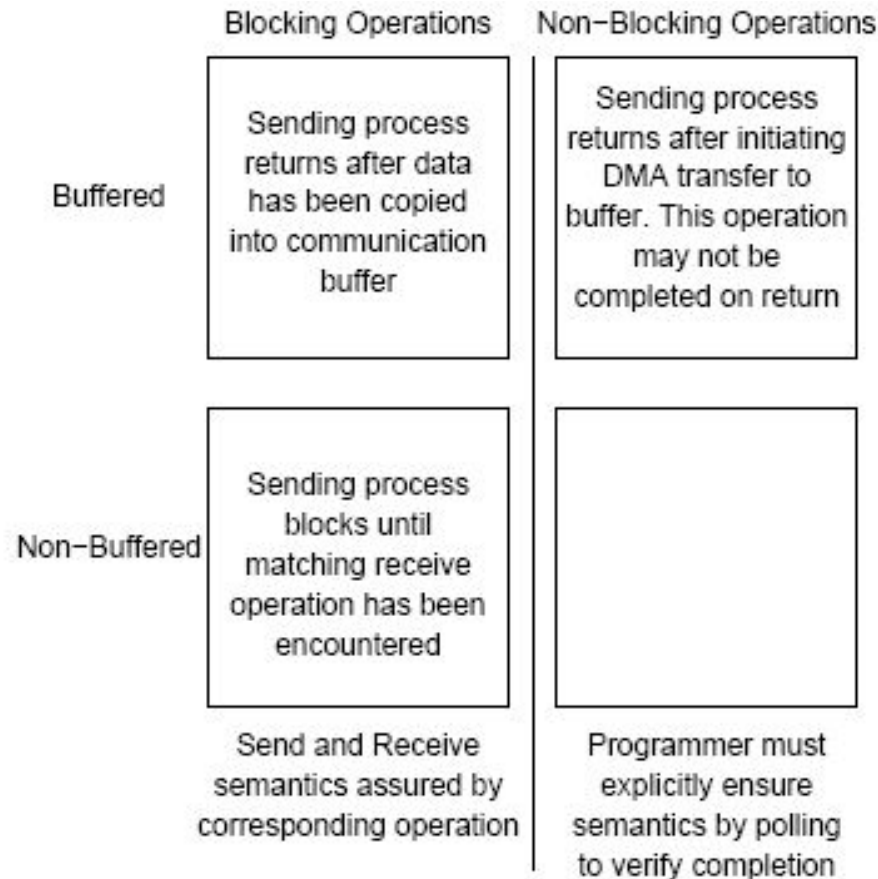 Blocking Operations
Non−Blocking Operations
Buffered
Sending process
returns after data
has been copied
into communication
buffer
Sending process
returns after initiating
DMA transfer to
buffer. This operation
may not be
completed on return
Non−Buffered
Sending process
blocks until
matching receive
operation has been
encountered
Send and Receive
semantics assured by
corresponding operation
Programmer must
explicitly ensure
semantics by polling
to verify completion